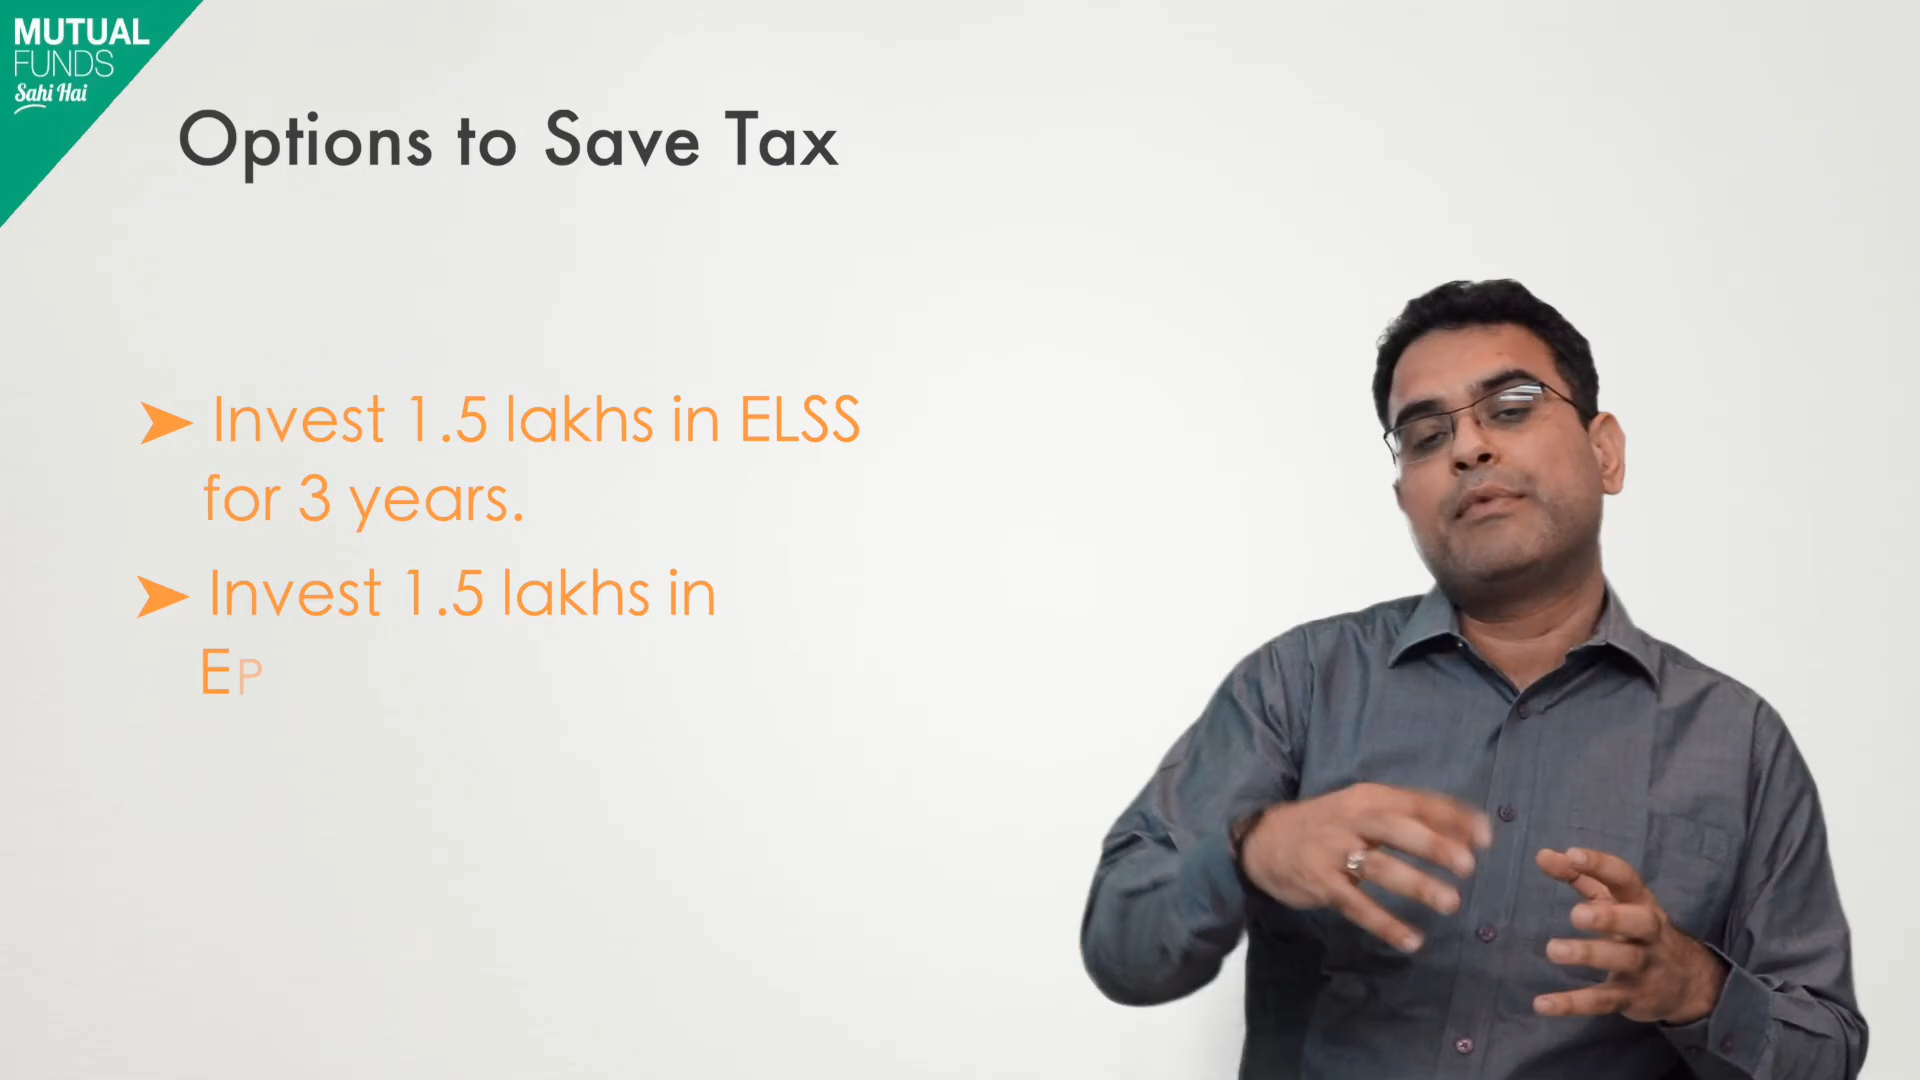 MUTUAL
FUNDS
Sahi Hai
Options to Save Tax
➤ Invest 1.5 lakhs in ELSS
for 3 years.
➤ Invest 1.5 lakhs in
EP